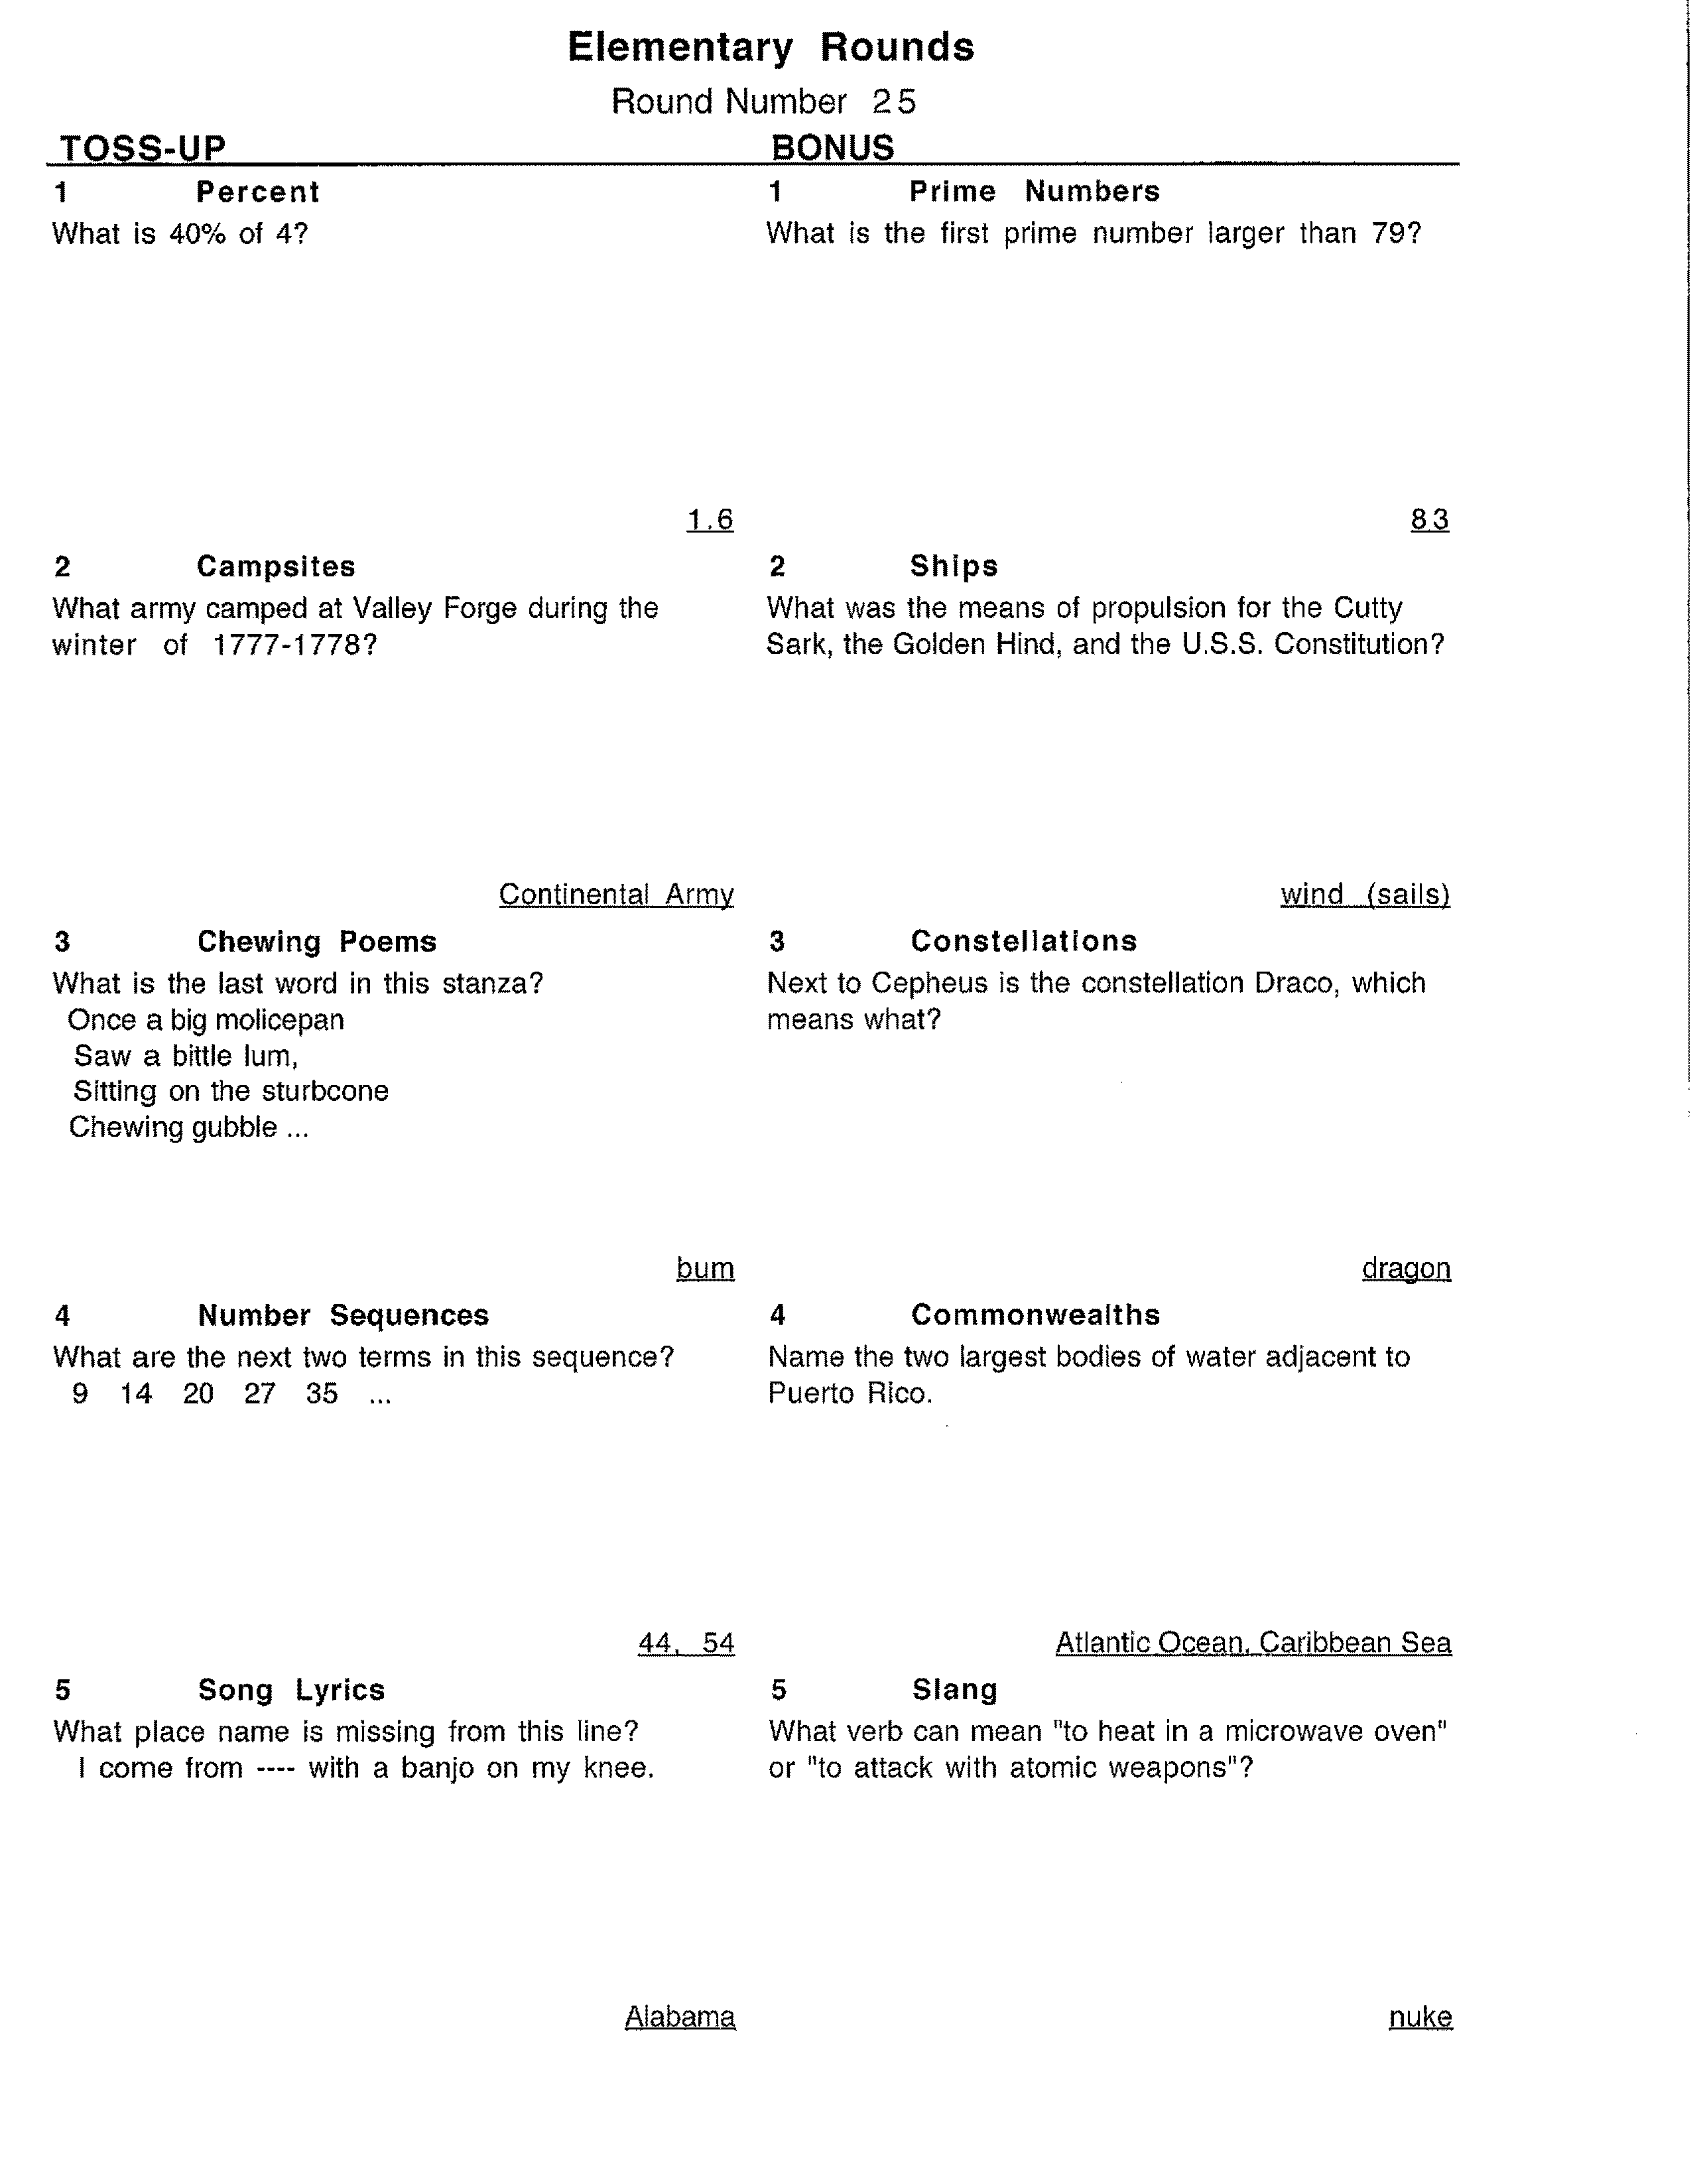 Elementary Rounds
Round Number 25
TOSS-UP
BONUS
1 Percent
What is 40% of 4?
1.6
1 Prime Numbers
What is the first prime number larger than 79?
83
2 Campsites
What army camped at Valley Forge during the
winter of 1777-1778?
Continental Army
2 Ships
What was the means of propulsion for the Cutty
Sark, the Golden Hind, and the U.S.S. Constitution?
wind (sails)
3 Chewing Poems
What is the last word in this stanza?
Once a big molicepan
Saw a bittle lum,
Sitting on the sturbcone
Chewing gubble ...
bum
3 Constellations
Next to Cepheus is the constellation Draco, which
means what?
dragon
4 Number Sequences
What are the next two terms in this sequence?
9 14 20 27 35 ...
44, 54
4 Commonwealths
Name the two largest bodies of water adjacent to
Puerto Rico.
Atlantic Ocean, Caribbean Sea
5 Song Lyrics
What place name is missing from this line?
I come from ---- with a banjo on my knee.
Alabama
5 Slang
What verb can mean "to heat in a microwave oven"
or "to attack with atomic weapons"?
nuke